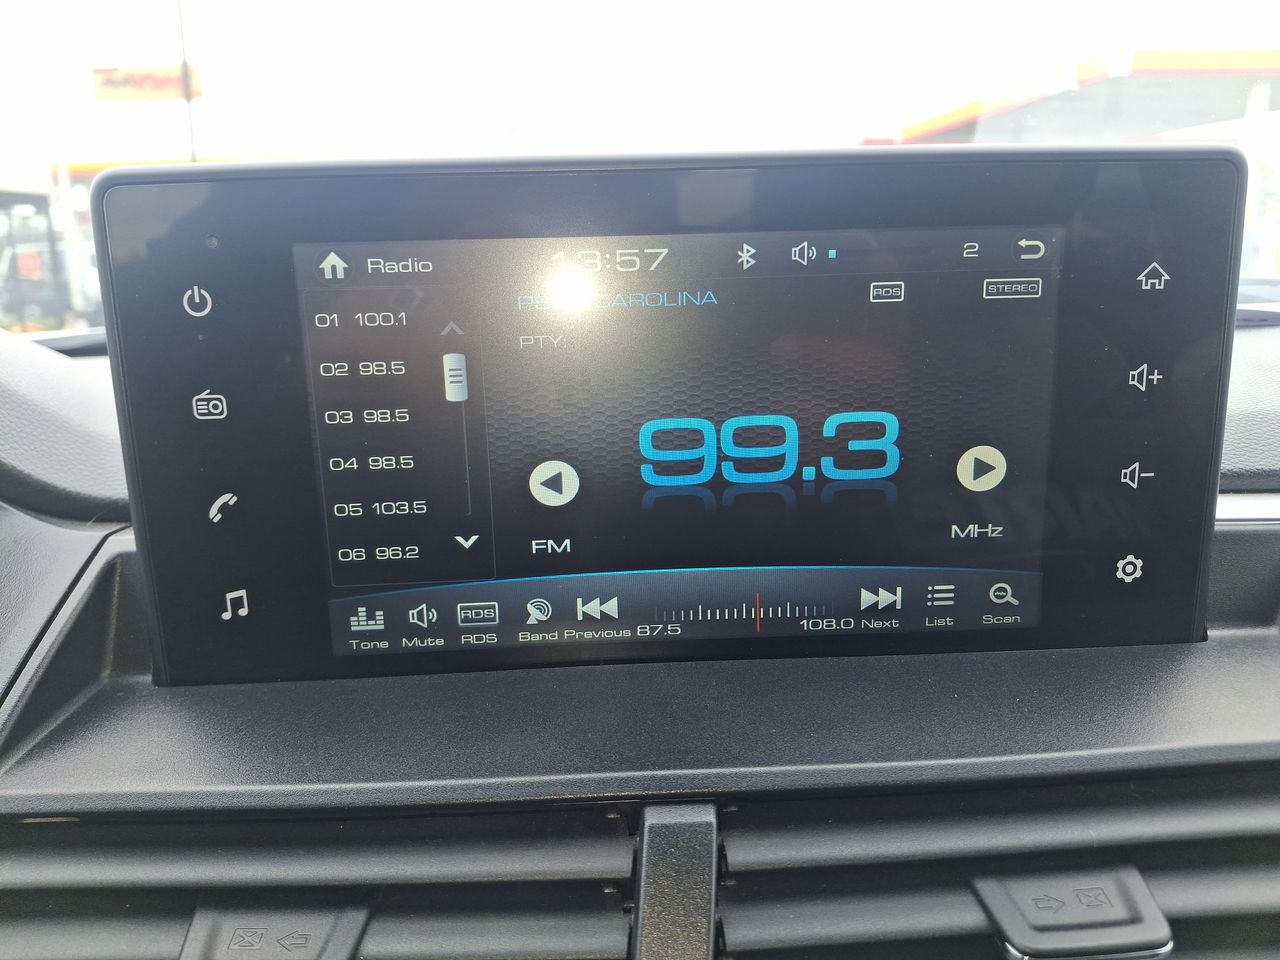 Radio
13:57
2
CAROLINA
RDS
STEREO
PTY:
01 100.1
02 98.5
03 98.5
04 98.5
05 103.5
06 96.2
99.3
FM
MHz
Tone
Mute
RDS
RDS
Band
Previous
87.5
108.0
Next
List
Scan